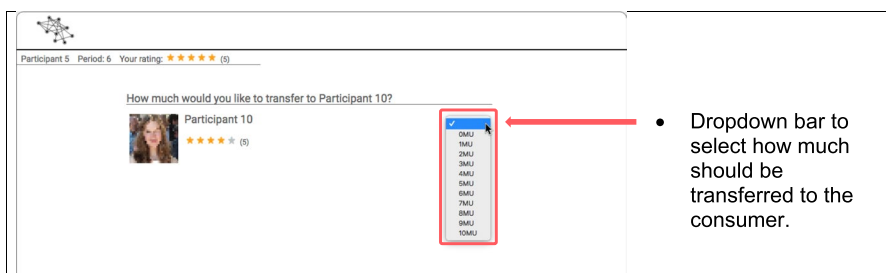 Participant 5 Period: 6 Your rating: ★ ★ ★ ★ ★ (5)
How much would you like to transfer to Participant 10?
Participant 10
★ ★ ★ ★ ★ (5)
✓
0MU
1MU
2MU
3MU
4MU
5MU
6MU
7MU
8MU
9MU
10MU
• Dropdown bar to
select how much
should be
transferred to the
consumer.